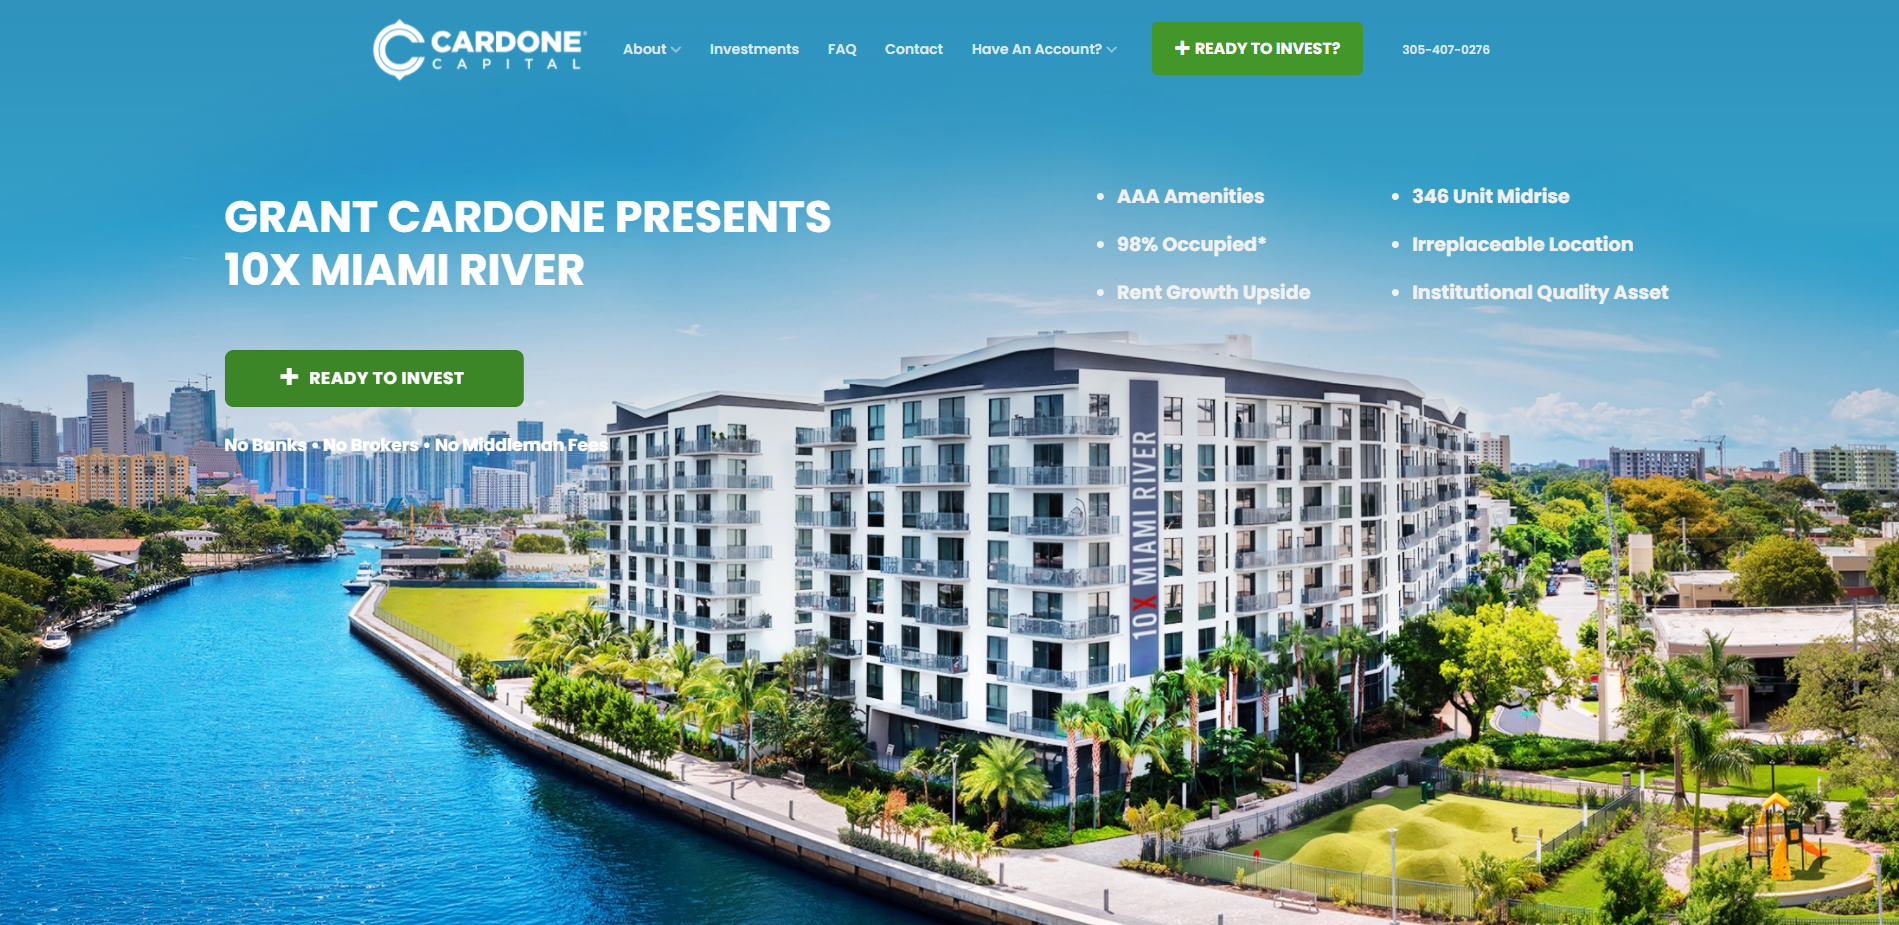 CARDONE
CAPITAL
About
Investments
FAQ
Contact
Have An Account?
READY TO INVEST?
305-407-0276
GRANT CARDONE PRESENTS
10X MIAMI RIVER
READY TO INVEST
No Banks • No Brokers • No Middleman Fees
• AAA Amenities
• 98% Occupied*
• Rent Growth Upside
• 346 Unit Midrise
• Irreplaceable Location
• Institutional Quality Asset
10X MIAMI RIVER